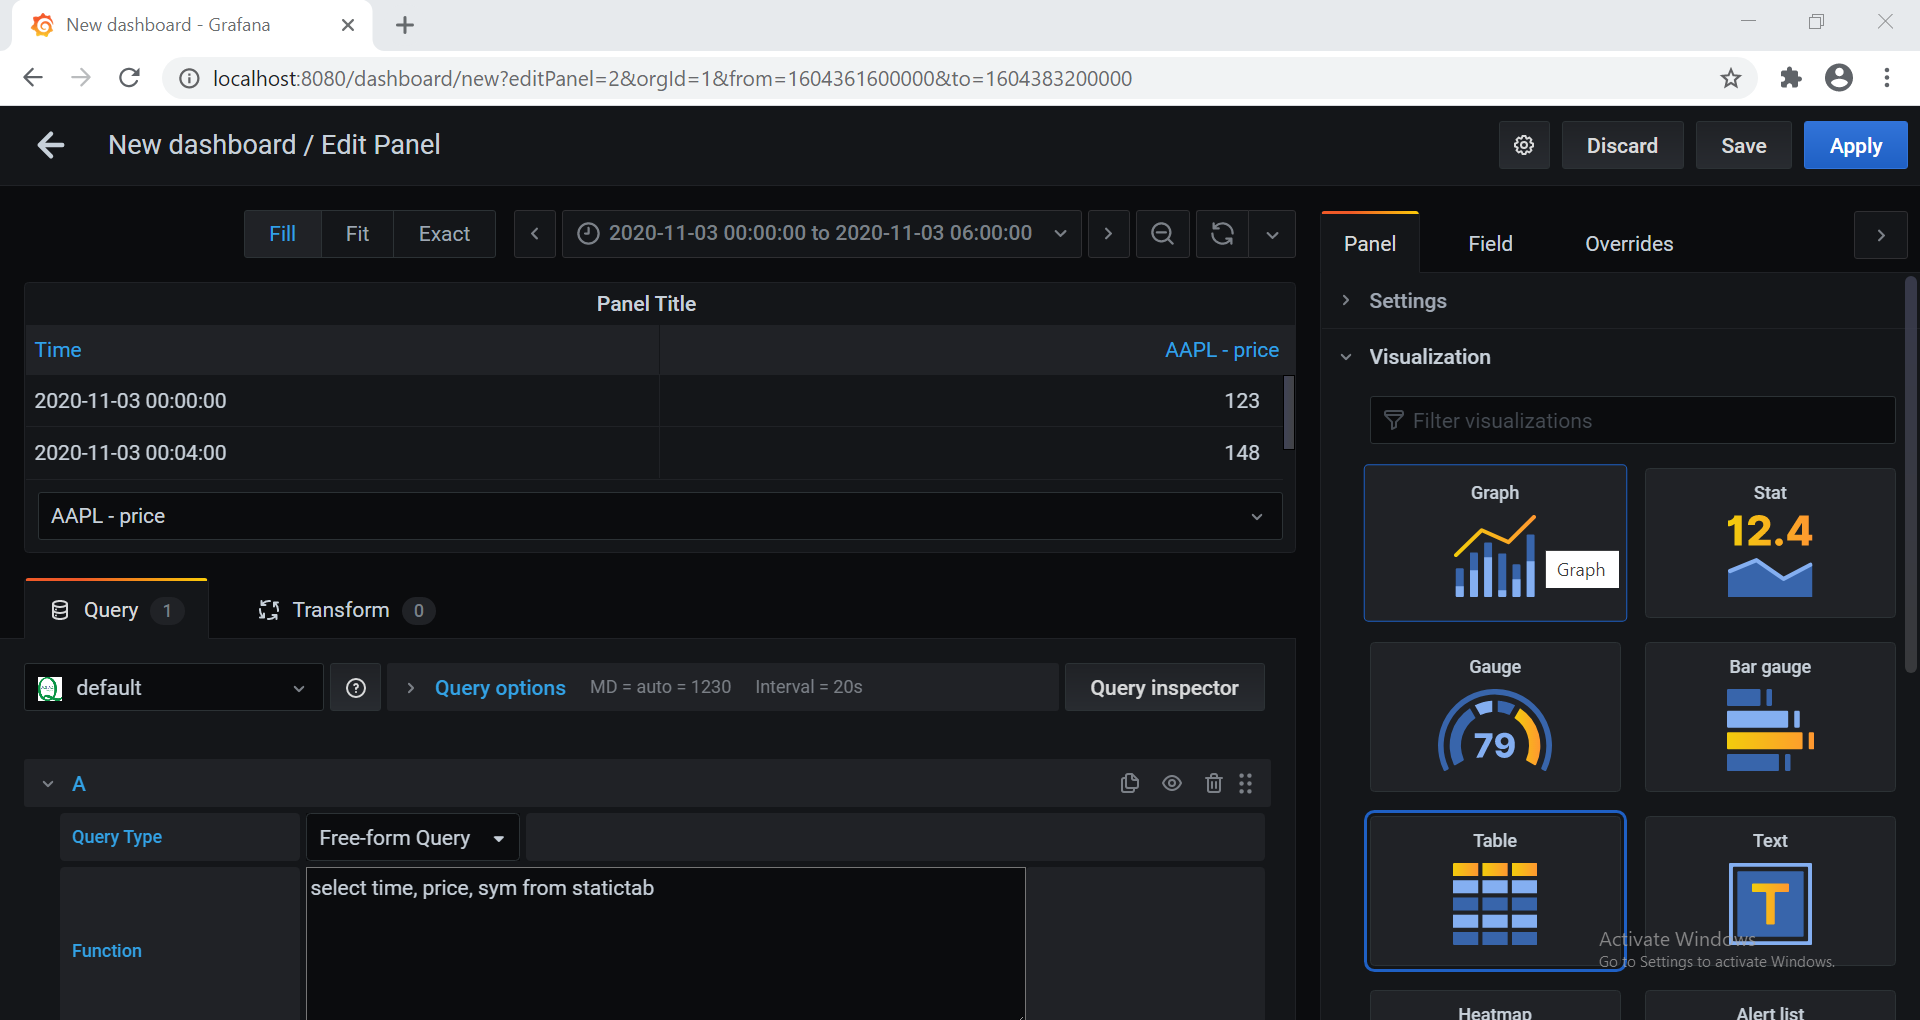 New dashboard - Grafana
localhost:8080/dashboard/new?editPanel=2&orgId=1&from=1604361600000&to=1604383200000
New dashboard / Edit Panel
Discard
Save
Apply
Fill
Fit
Exact
2020-11-03 00:00:00 to 2020-11-03 06:00:00
Panel
Field
Overrides
Panel Title
Time
AAPL - price
2020-11-03 00:00:00
123
2020-11-03 00:04:00
148
AAPL - price
Query 1
Transform 0
default
Query options
MD = auto = 1230
Interval = 20s
Query inspector
A
Query Type
Free-form Query
Function
select time, price, sym from statictab
Settings
Visualization
Filter visualizations
Graph
Graph
Stat
12.4
Gauge
79
Bar gauge
Table
Text
T
Activate Windows
Go to Settings to activate Windows.
Heatmap
Alert list